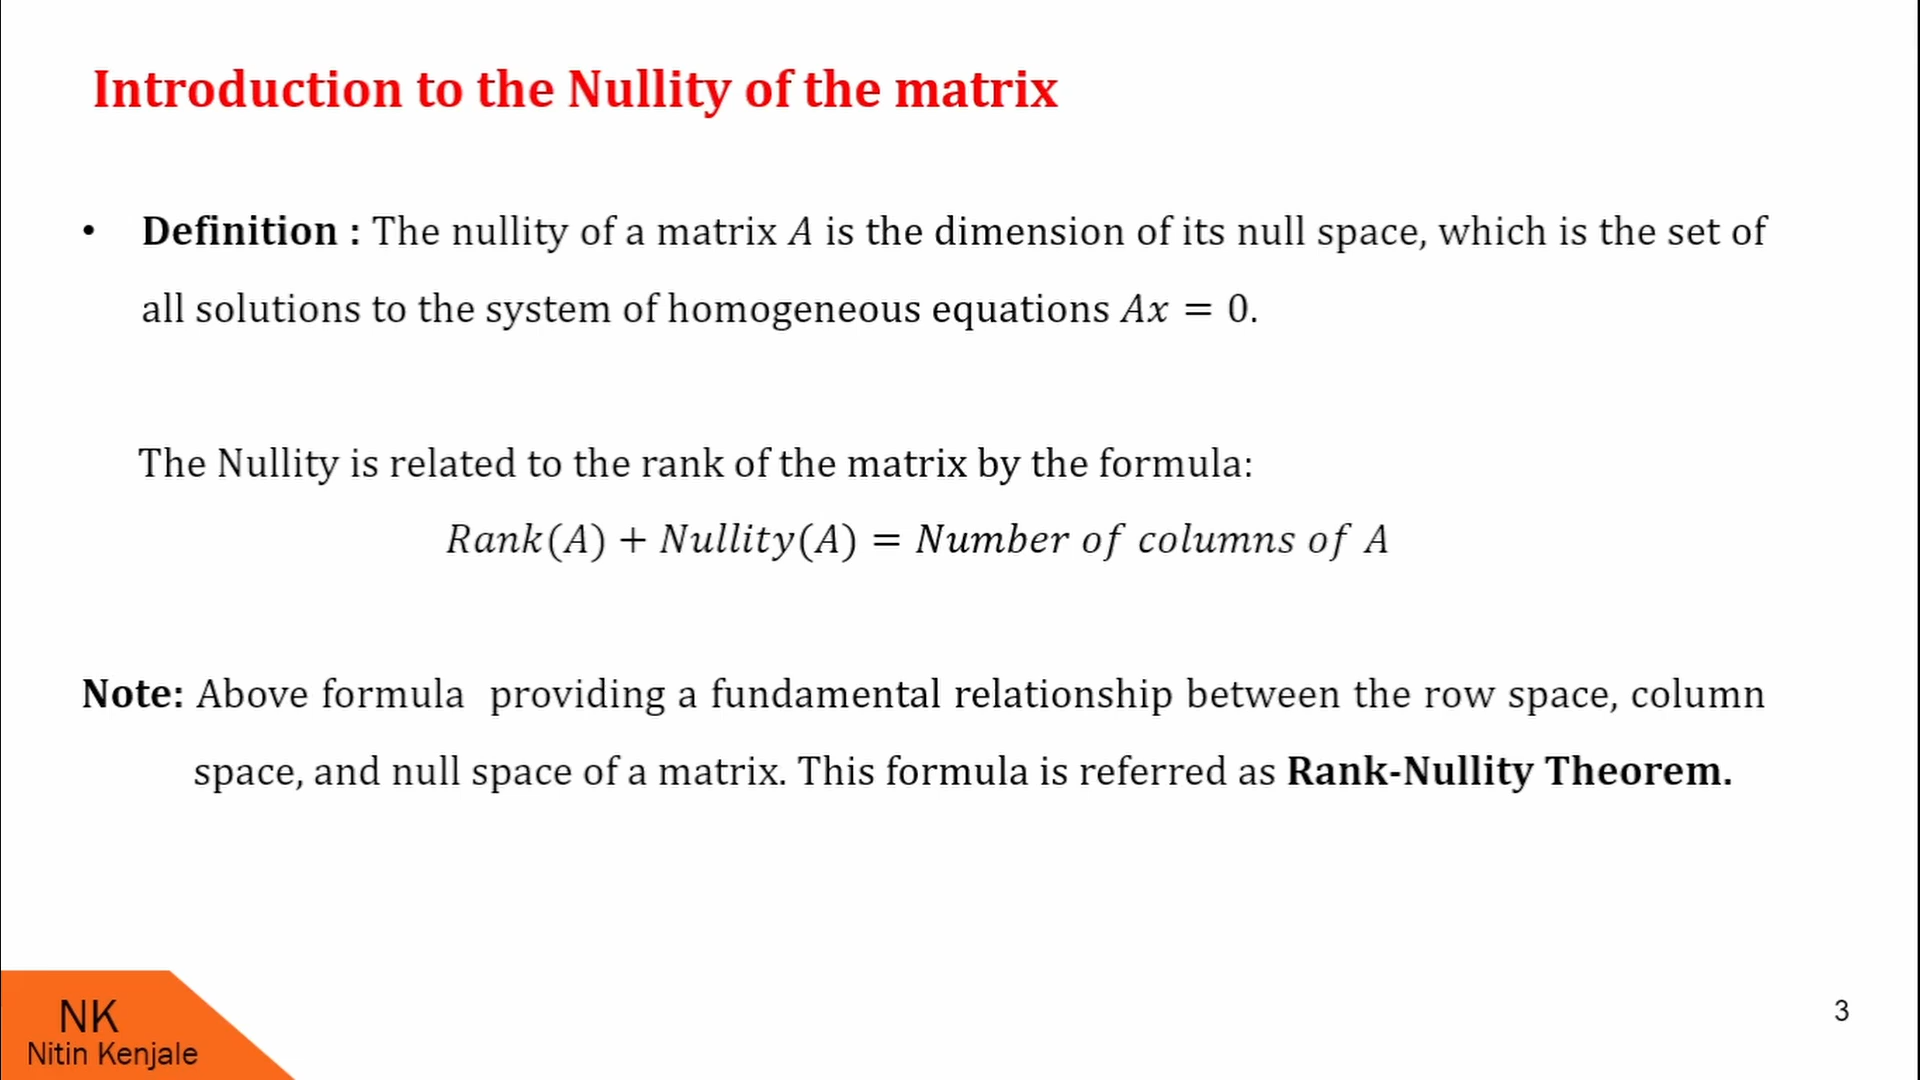 Introduction to the Nullity of the matrix
• Definition : The nullity of a matrix A is the dimension of its null space, which is the set of
all solutions to the system of homogeneous equations Ax = 0.
The Nullity is related to the rank of the matrix by the formula:
Rank(A) + Nullity(A) = Number of columns of A
Note: Above formula providing a fundamental relationship between the row space, column
space, and null space of a matrix. This formula is referred as Rank-Nullity Theorem.
NK
Nitin Kenjale
3